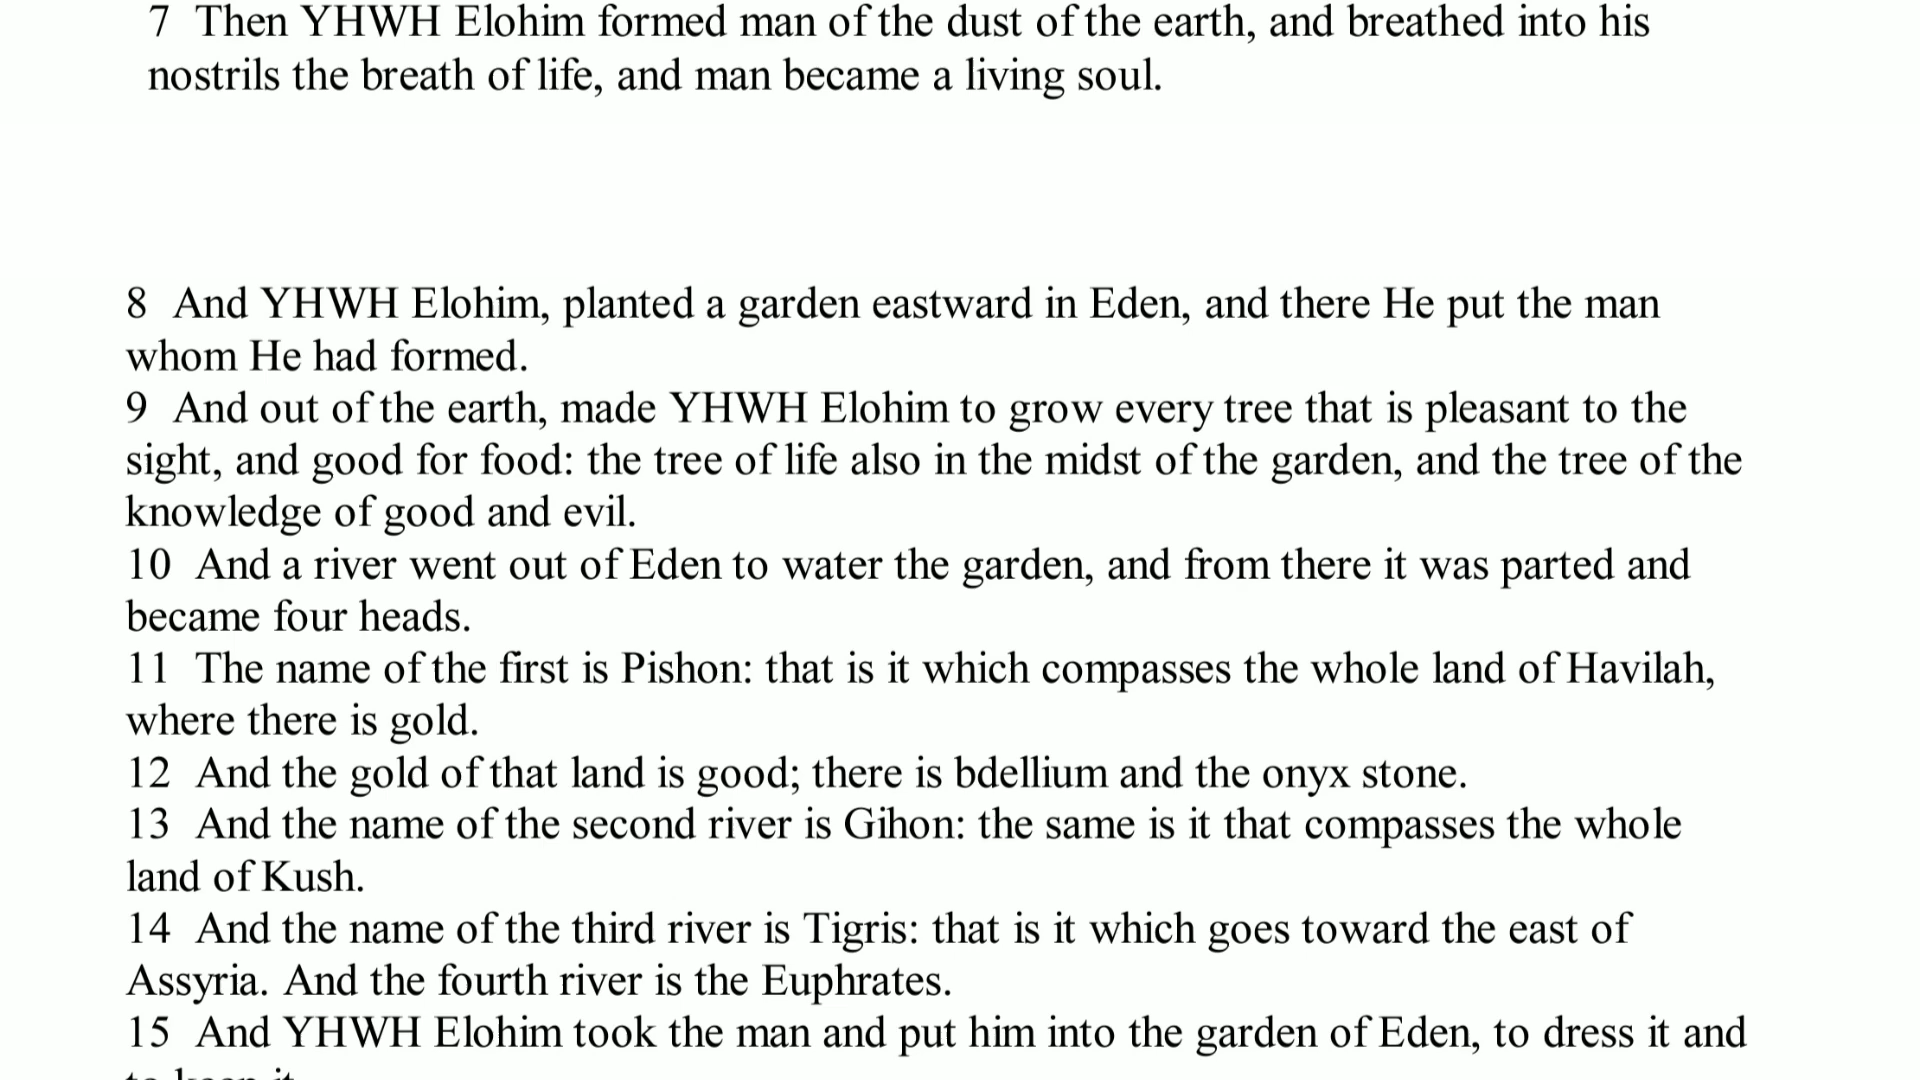 7 Then YHWH Elohim formed man of the dust of the earth, and breathed into his
nostrils the breath of life, and man became a living soul.
8 And YHWH Elohim, planted a garden eastward in Eden, and there He put the man
whom He had formed.
9 And out of the earth, made YHWH Elohim to grow every tree that is pleasant to the
sight, and good for food: the tree of life also in the midst of the garden, and the tree of the
knowledge of good and evil.
10 And a river went out of Eden to water the garden, and from there it was parted and
became four heads.
11 The name of the first is Pishon: that is it which compasses the whole land of Havilah,
where there is gold.
12 And the gold of that land is good; there is bdellium and the onyx stone.
13 And the name of the second river is Gihon: the same is it that compasses the whole
land of Kush.
14 And the name of the third river is Tigris: that is it which goes toward the east of
Assyria. And the fourth river is the Euphrates.
15 And YHWH Elohim took the man and put him into the garden of Eden, to dress it and
to keep it